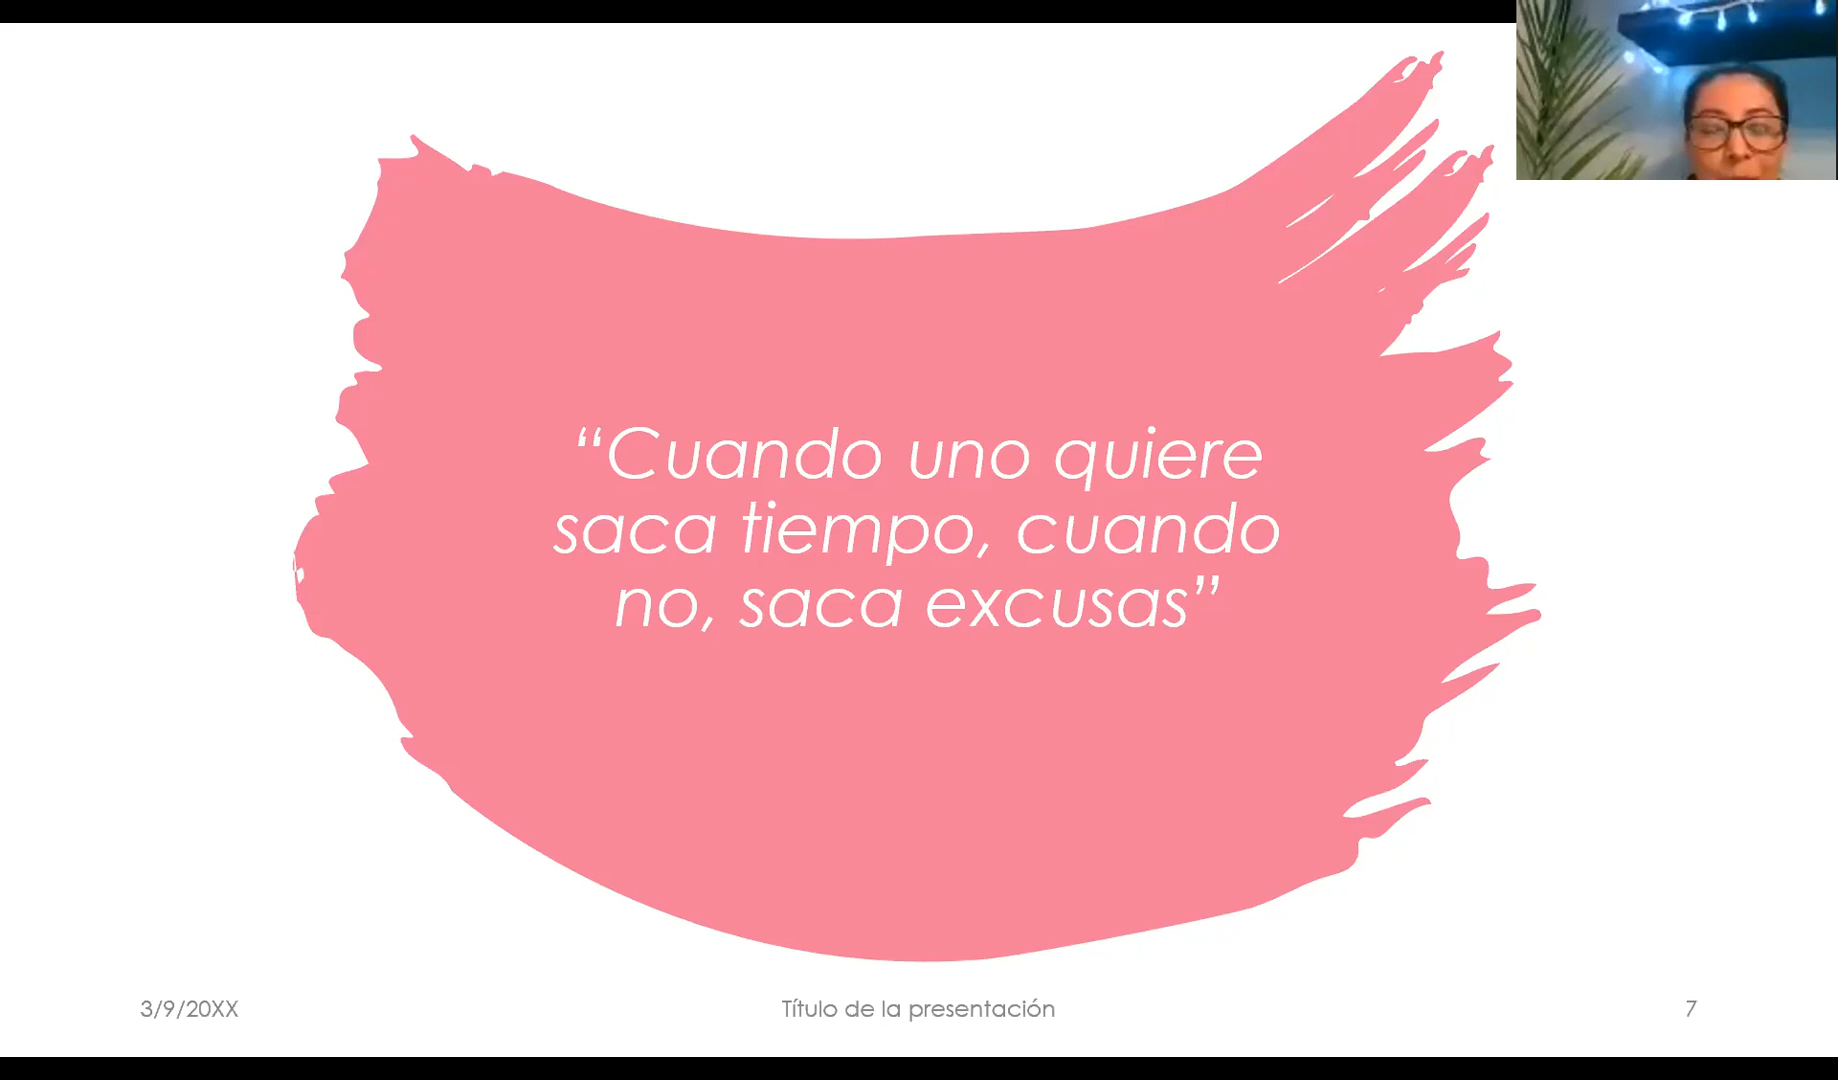 “Cuando uno quiere
saca tiempo, cuando
no, saca excusas”
3/9/20XX
Título de la presentación
7